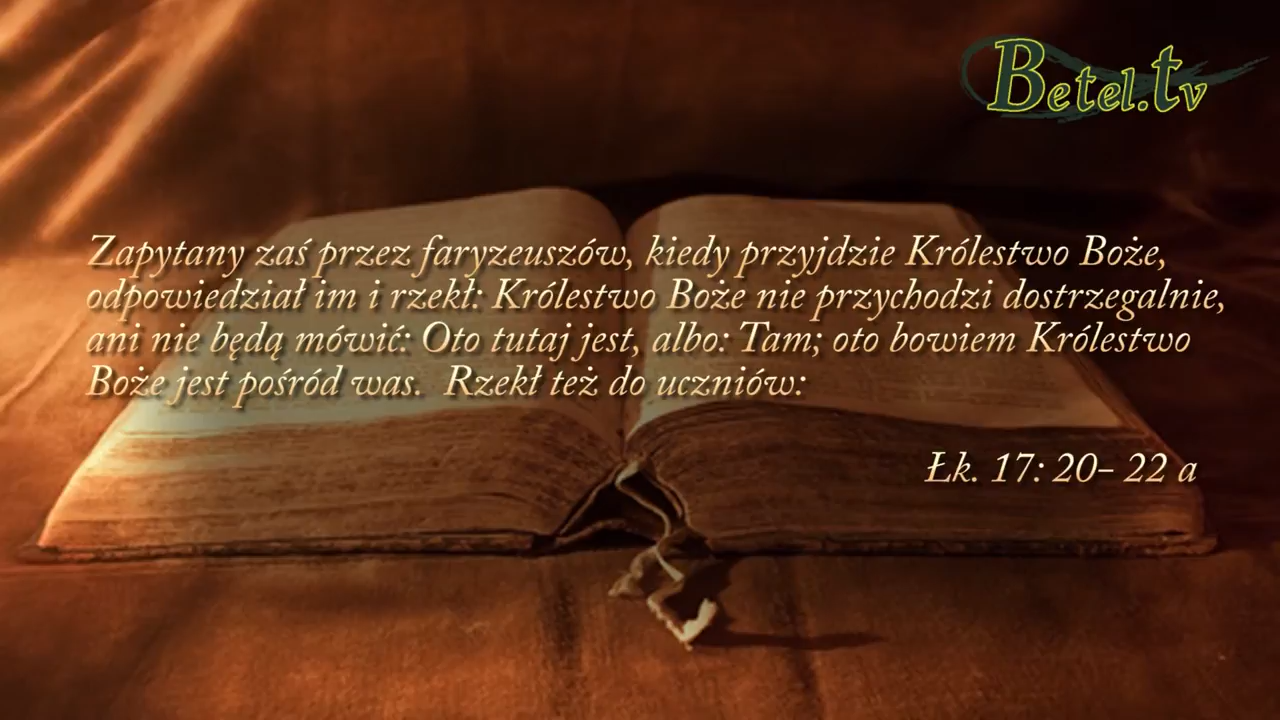 Betel.tv
Zapytany zaś przez faryzeuszów, kiedy przyjdzie Królestwo Boże,
odpowiedział im i rzekł: Królestwo Boże nie przychodzi dostrzegalnie,
ani nie będą mówić: Oto tutaj jest, albo: Tam; oto bowiem Królestwo
Boże jest pośród was.  Rzekł też do uczniów:
Łk. 17: 20- 22 a